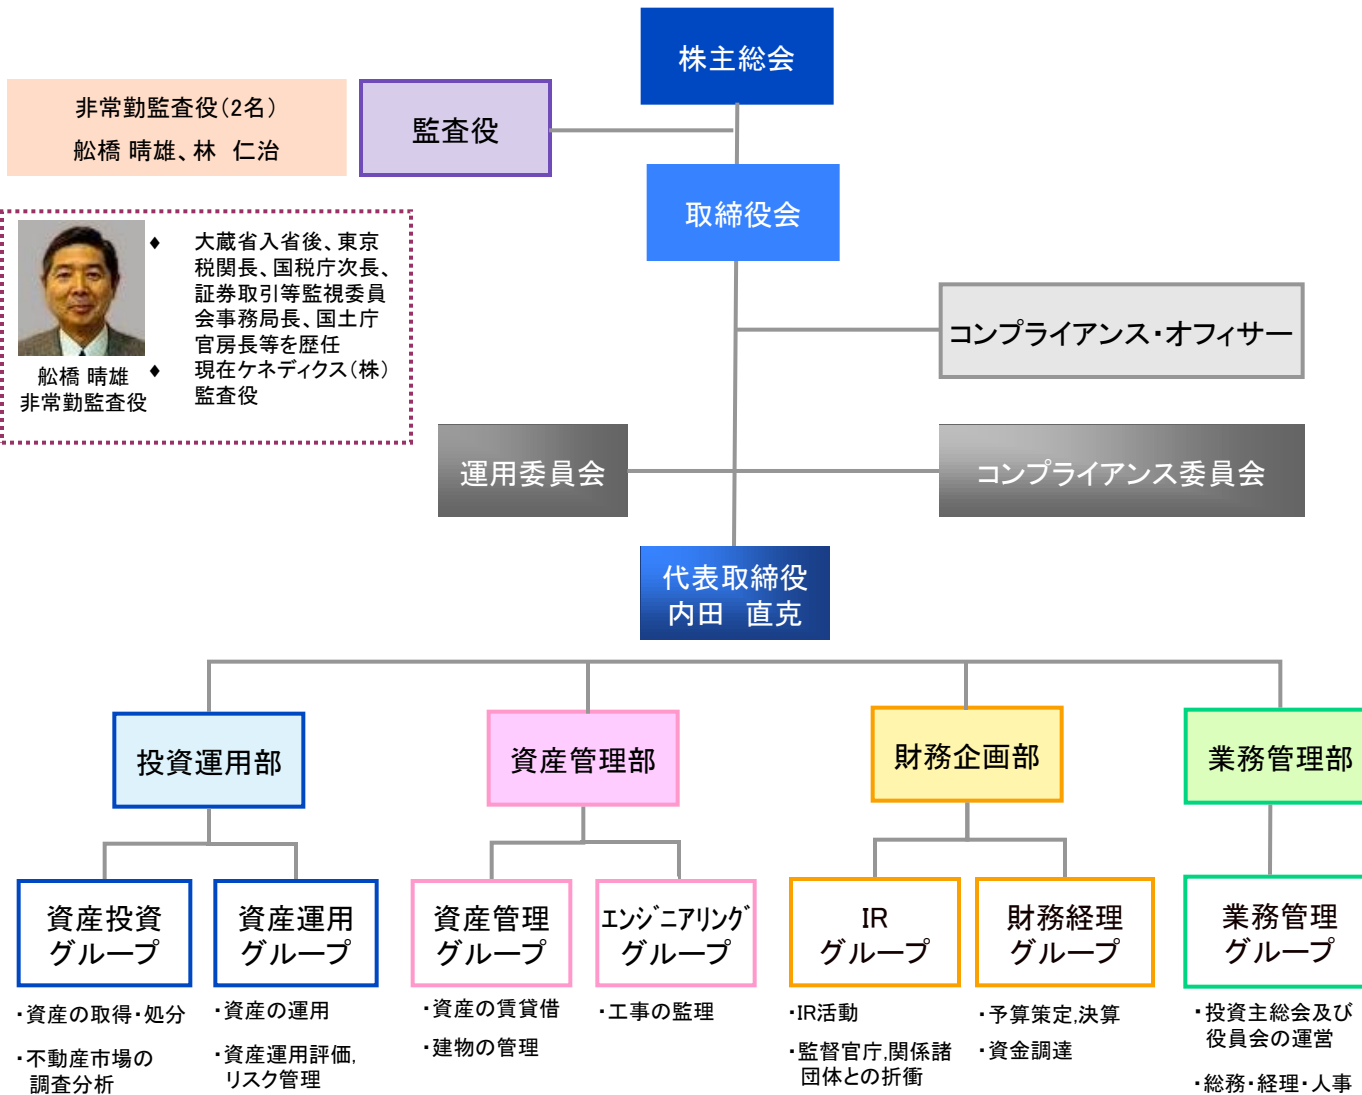 株主総会
非常勤監査役（2名）
舩橋 晴雄、林　仁治
監査役
取締役会
♦ 大蔵省入省後、東京
税関長、国税庁次長、
証券取引等監視委員
会事務局長、国土庁
官房長等を歴任
♦ 現在ケネディクス（株）
監査役
舩橋 晴雄
非常勤監査役
コンプライアンス・オフィサー
運用委員会
コンプライアンス委員会
代表取締役
内田　直克
投資運用部
資産管理部
財務企画部
業務管理部
資産投資
グループ
資産運用
グループ
資産管理
グループ
エンジニアリング
グループ
IR
グループ
財務経理
グループ
業務管理
グループ
・資産の取得・処分
・不動産市場の
調査分析
・資産の運用
・資産運用評価,
リスク管理
・資産の賃貸借
・建物の管理
・工事の監理
・IR活動
・監督官庁,関係諸
団体との折衝
・予算策定,決算
・資金調達
・投資主総会及び
役員会の運営
・総務・経理・人事